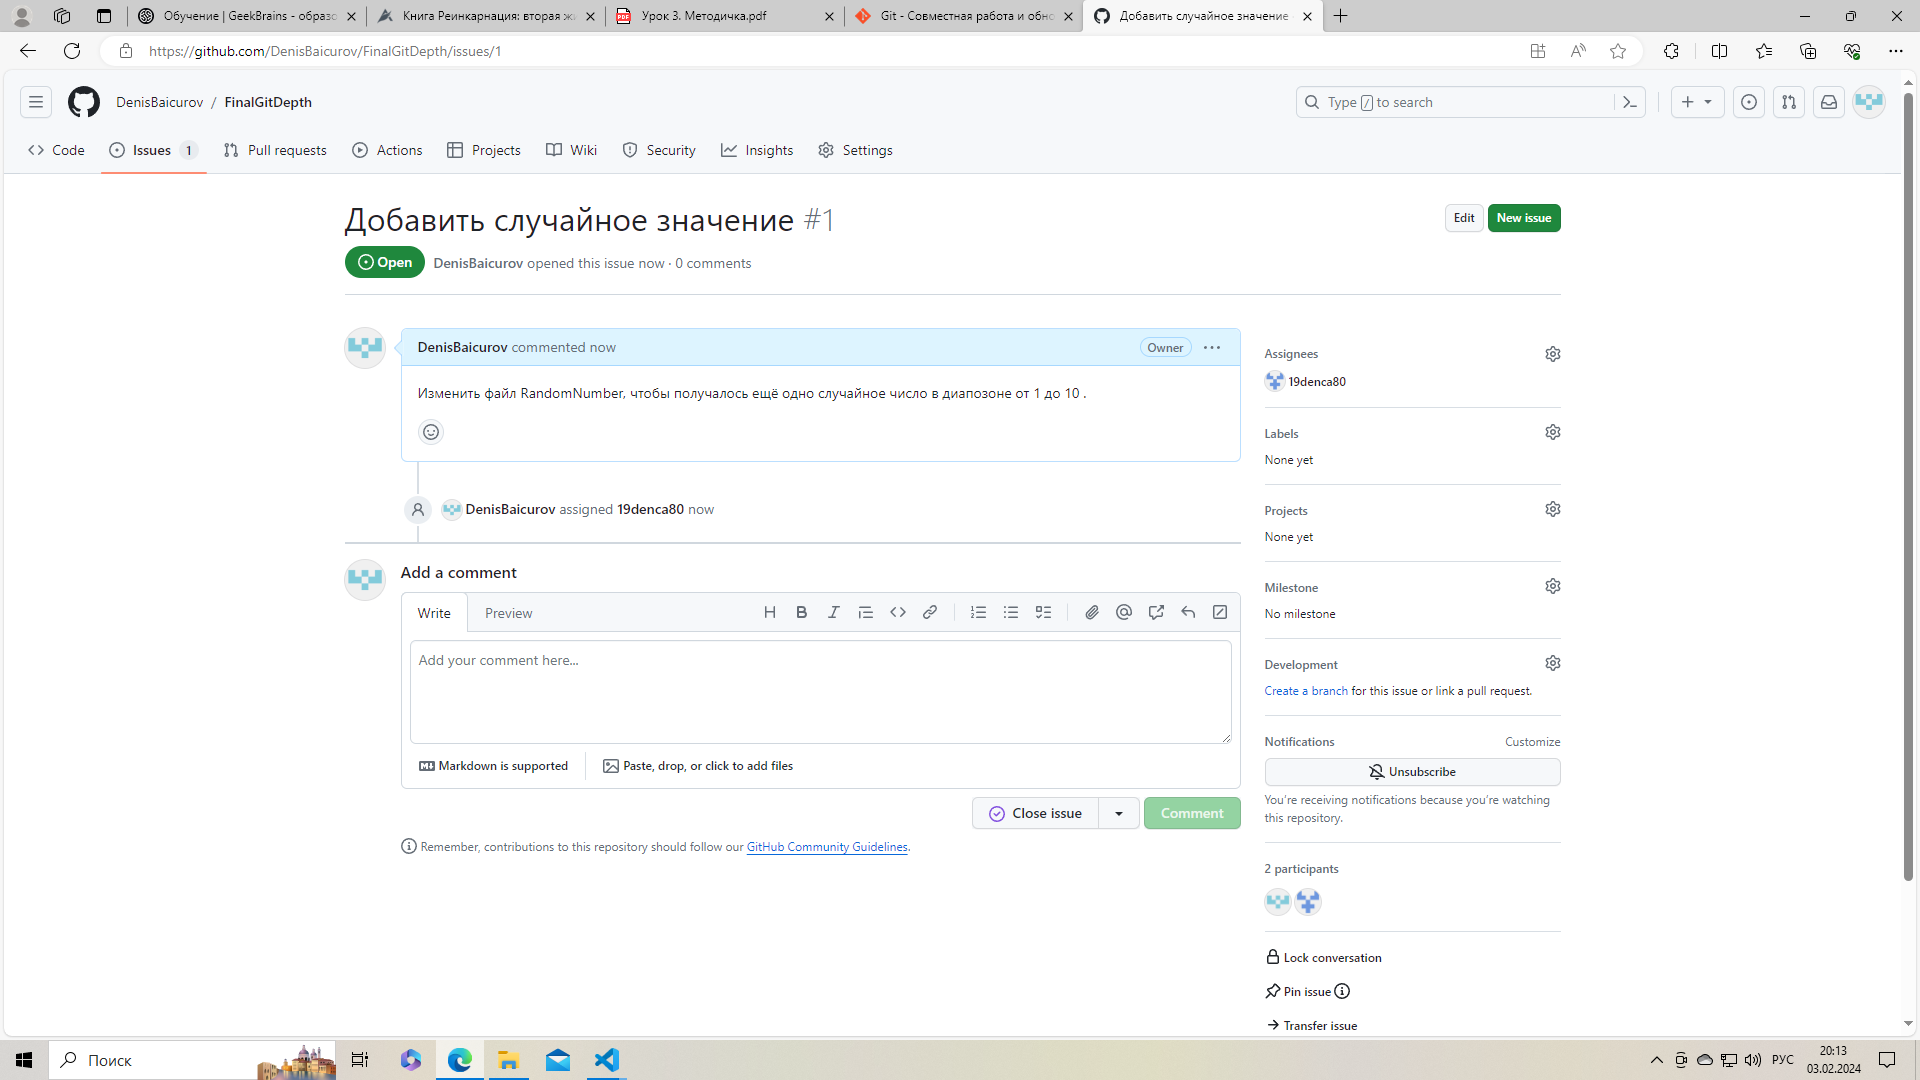 Обучение | GeekBrains - образо
Книга Реинкарнация: вторая жи
Урок 3. Методичка.pdf
Git - Совместная работа и обно
Добавить случайное значение
https://github.com/DenisBaicurov/FinalGitDepth/issues/1
DenisBaicurov / FinalGitDepth
Type / to search
Code
Issues 1
Pull requests
Actions
Projects
Wiki
Security
Insights
Settings
Добавить случайное значение #1
Edit
New issue
Open
DenisBaicurov opened this issue now · 0 comments
DenisBaicurov commented now
Owner
Изменить файл RandomNumber, чтобы получалось ещё одно случайное число в диапозоне от 1 до 10 .
DenisBaicurov assigned 19denca80 now
Add a comment
Write
Preview
Add your comment here...
Markdown is supported
Paste, drop, or click to add files
Close issue
Comment
Remember, contributions to this repository should follow our GitHub Community Guidelines.
Assignees
19denca80
Labels
None yet
Projects
None yet
Milestone
No milestone
Development
Create a branch for this issue or link a pull request.
Notifications
Customize
Unsubscribe
You're receiving notifications because you're watching
this repository.
2 participants
Lock conversation
Pin issue
Transfer issue
Поиск
РУС
20:13
03.02.2024